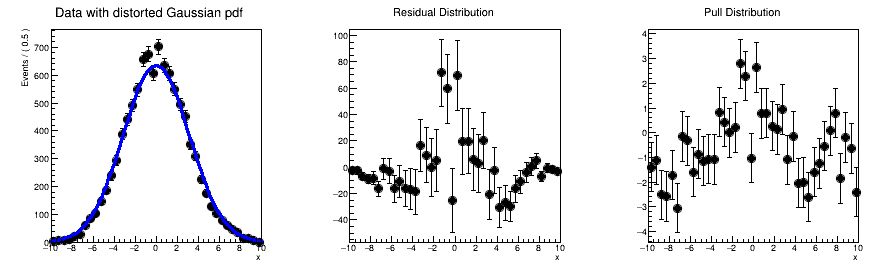 Data with distorted Gaussian pdf
Events / ( 0.5 )
700
600
500
400
300
200
100
0
−10 −8 −6 −4 −2 0 2 4 6 8 10
x
Residual Distribution
100
80
60
40
20
0
−20
−40
−10 −8 −6 −4 −2 0 2 4 6 8 10
x
Pull Distribution
4
3
2
1
0
−1
−2
−3
−4
−10 −8 −6 −4 −2 0 2 4 6 8 10
x